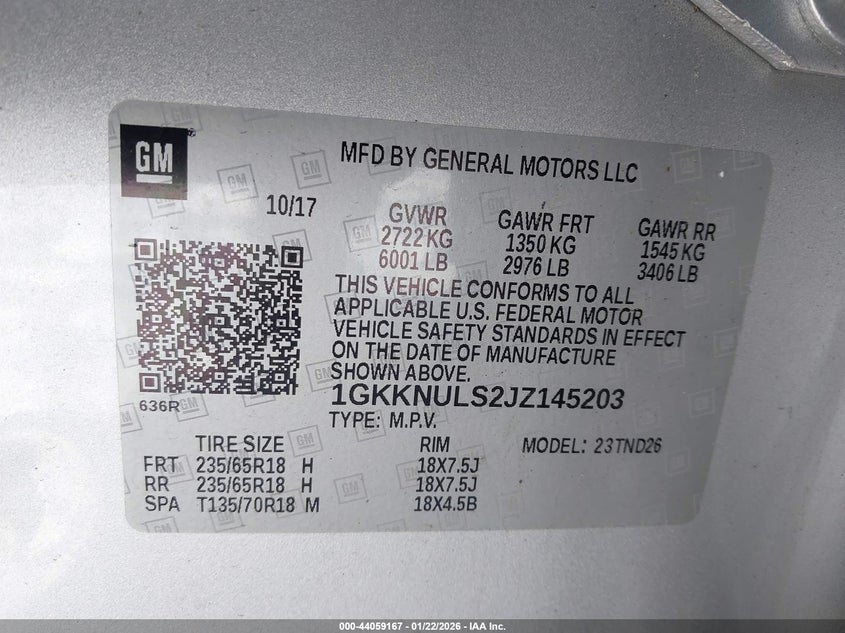 GM
MFD BY GENERAL MOTORS LLC
10/17
GVWR GAWR FRT GAWR RR
2722 KG 1350 KG 1545 KG
6001 LB 2976 LB 3406 LB
THIS VEHICLE CONFORMS TO ALL
APPLICABLE U.S. FEDERAL MOTOR
VEHICLE SAFETY STANDARDS IN EFFECT
ON THE DATE OF MANUFACTURE
SHOWN ABOVE.
636R
1GKKNULS2JZ145203
TYPE: M.P.V.
TIRE SIZE RIM MODEL: 23TND26
FRT 235/65R18 H 18X7.5J
RR 235/65R18 H 18X7.5J
SPA T135/70R18 M 18X4.5B
000-44059167 - 01/22/2026 - IAA Inc.